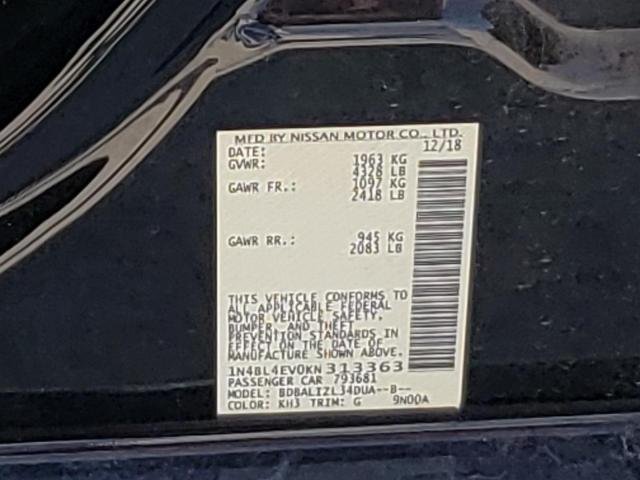 MFD BY NISSAN MOTOR CO., LTD.
DATE: 12/18
GVWR: 1963 KG
4328 LB
GAWR FR.: 1097 KG
2418 LB
GAWR RR.: 945 KG
2083 LB
THIS VEHICLE CONFORMS TO
ALL APPLICABLE FEDERAL
MOTOR VEHICLE SAFETY,
BUMPER, AND THEFT
PREVENTION STANDARDS IN
EFFECT ON THE DATE OF
MANUFACTURE SHOWN ABOVE.
1N4BL4EV0KN313363
PASSENGER CAR 793681
MODEL: BDBALIZL34DUA--B--
COLOR: KH3 TRIM: G 9N00A